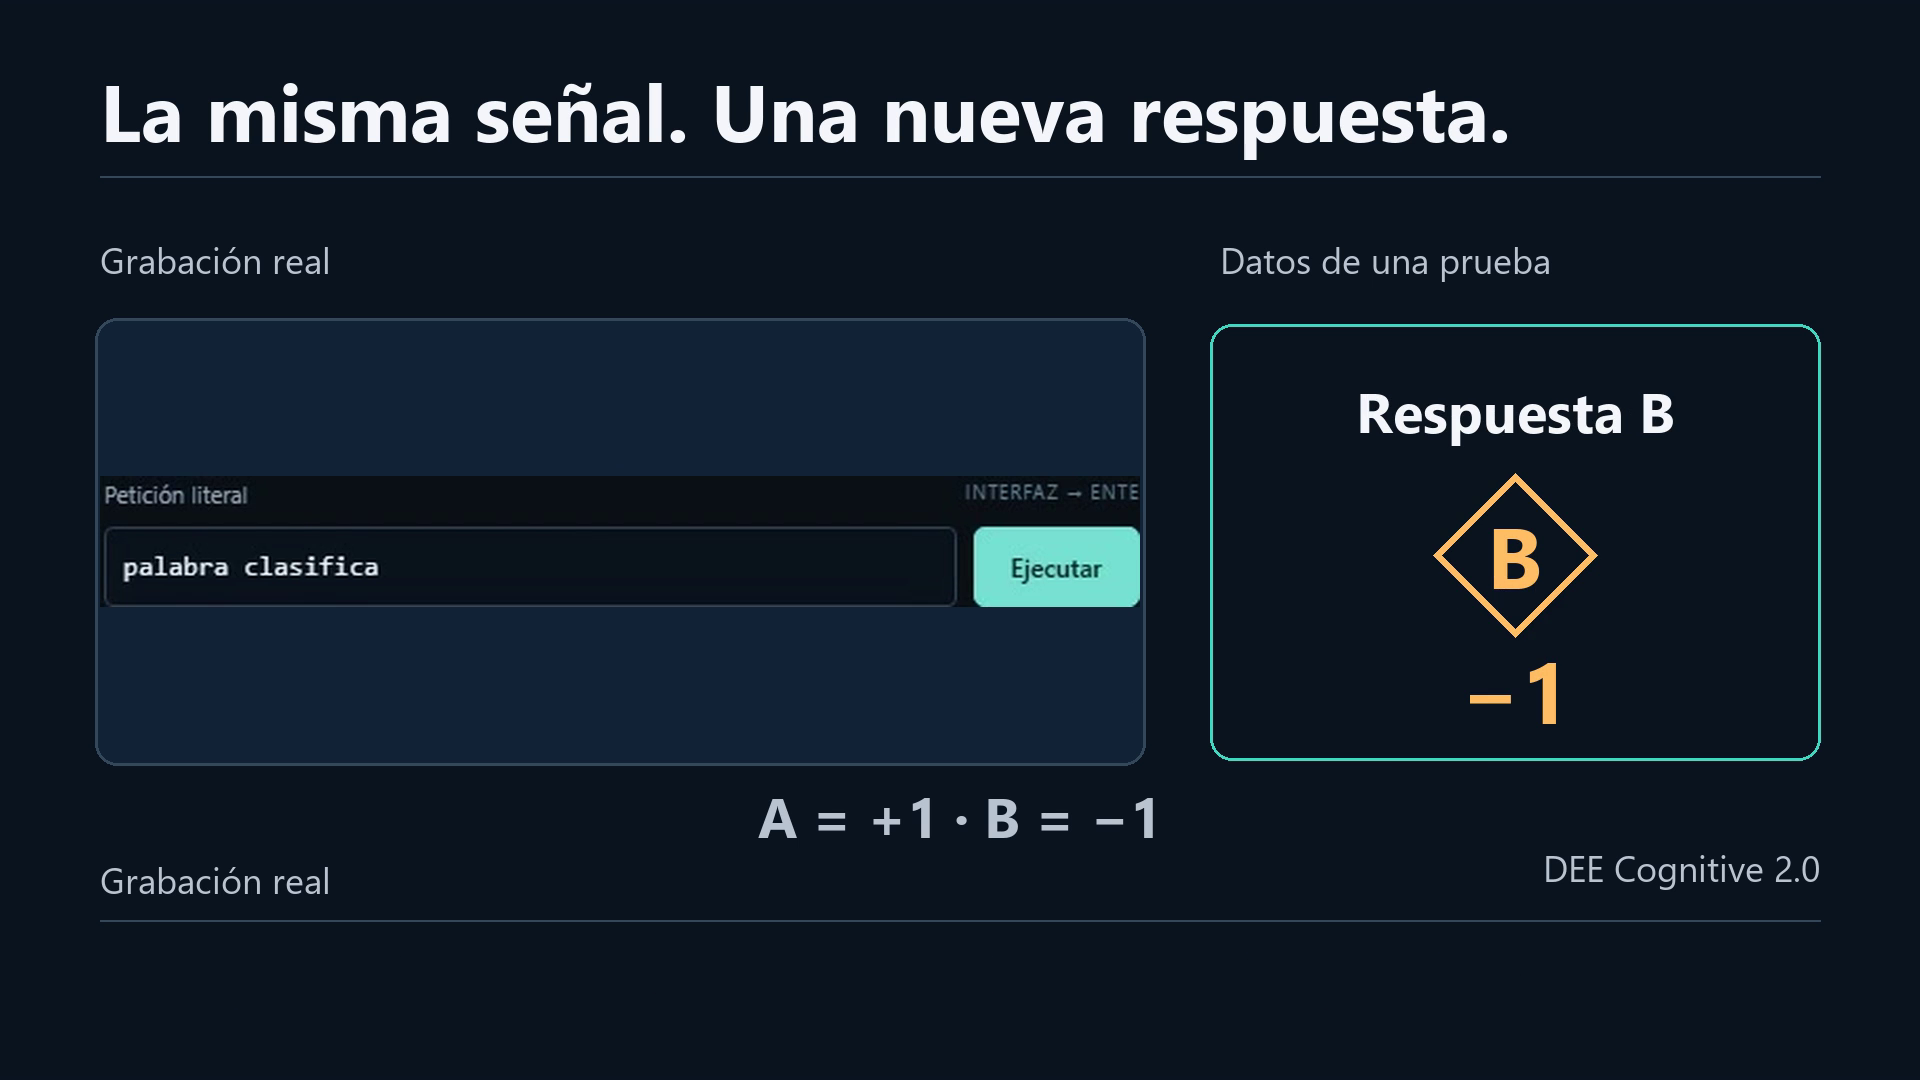 La misma señal. Una nueva respuesta.
Grabación real
Datos de una prueba
Petición literal
INTERFAZ → ENTE
palabra clasifica
Ejecutar
Respuesta B
B
−1
A = +1 · B = −1
Grabación real
DEE Cognitive 2.0